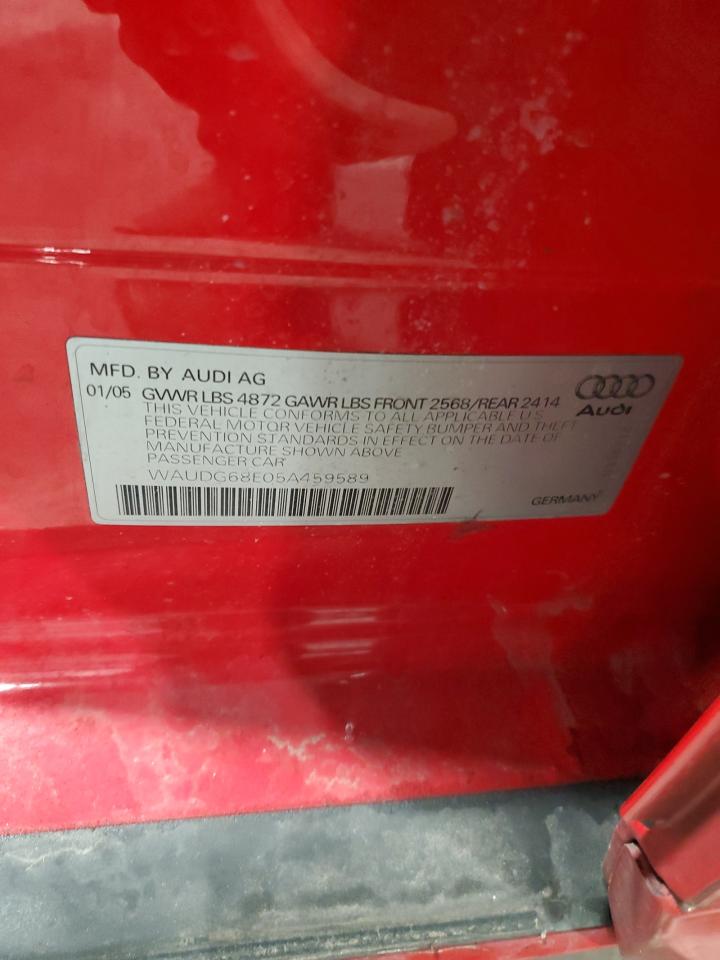 MFD. BY AUDI AG
01/05 GVWR LBS 4872 GAWR LBS FRONT 2568/REAR 2414
THIS VEHICLE CONFORMS TO ALL APPLICABLE U.S.
FEDERAL MOTOR VEHICLE SAFETY BUMPER AND THEFT
PREVENTION STANDARDS IN EFFECT ON THE DATE OF
MANUFACTURE SHOWN ABOVE
PASSENGER CAR
WAUDG68E05A459589
Audi
GERMANY